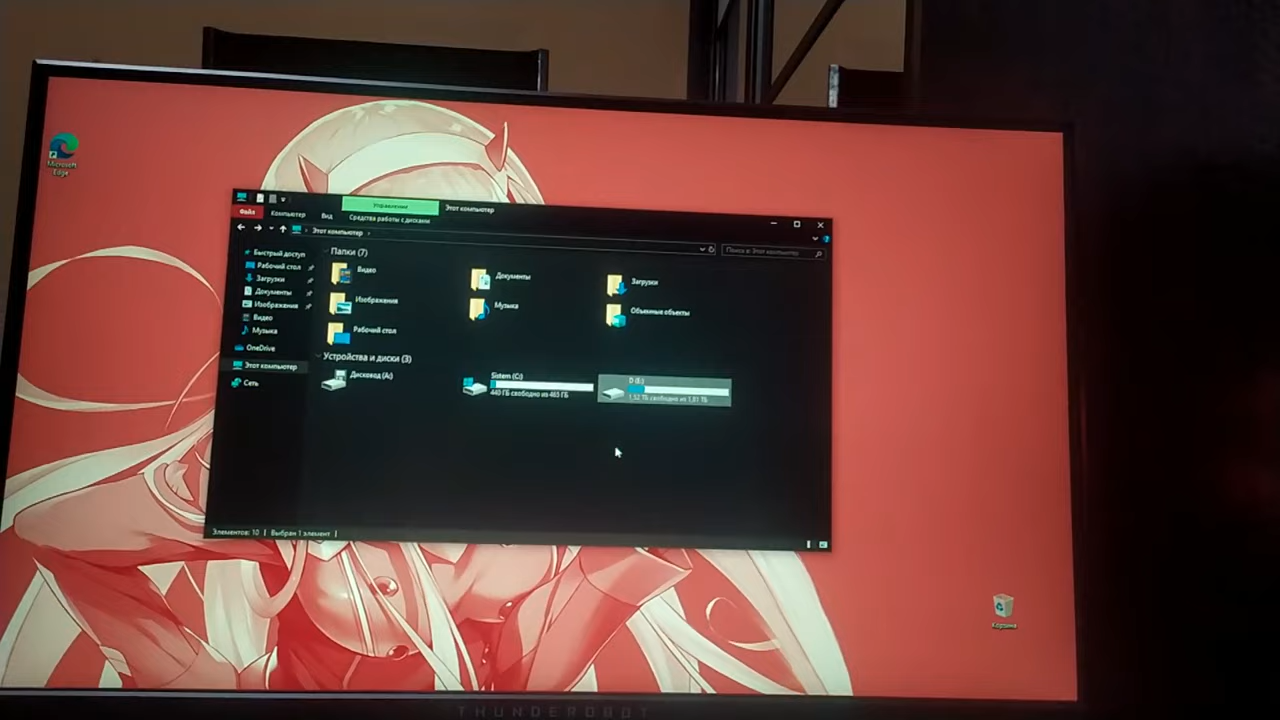 Microsoft
Edge
Управление
Этот компьютер
Файл
Компьютер
Вид
Средства работы с дисками
Этот компьютер
Поиск в: Этот компьютер
Быстрый доступ
Рабочий стол
Загрузки
Документы
Изображения
Видео
Музыка
OneDrive
Этот компьютер
Сеть
Папки (7)
Видео
Документы
Загрузки
Изображения
Музыка
Объемные объекты
Рабочий стол
Устройства и диски (3)
Дисковод (A:)
Sistem (C:)
440 ГБ свободно из 465 ГБ
D (E:)
1,52 ТБ свободно из 1,81 ТБ
Элементов: 10
Выбран 1 элемент
Корзина
THUNDEROBOT